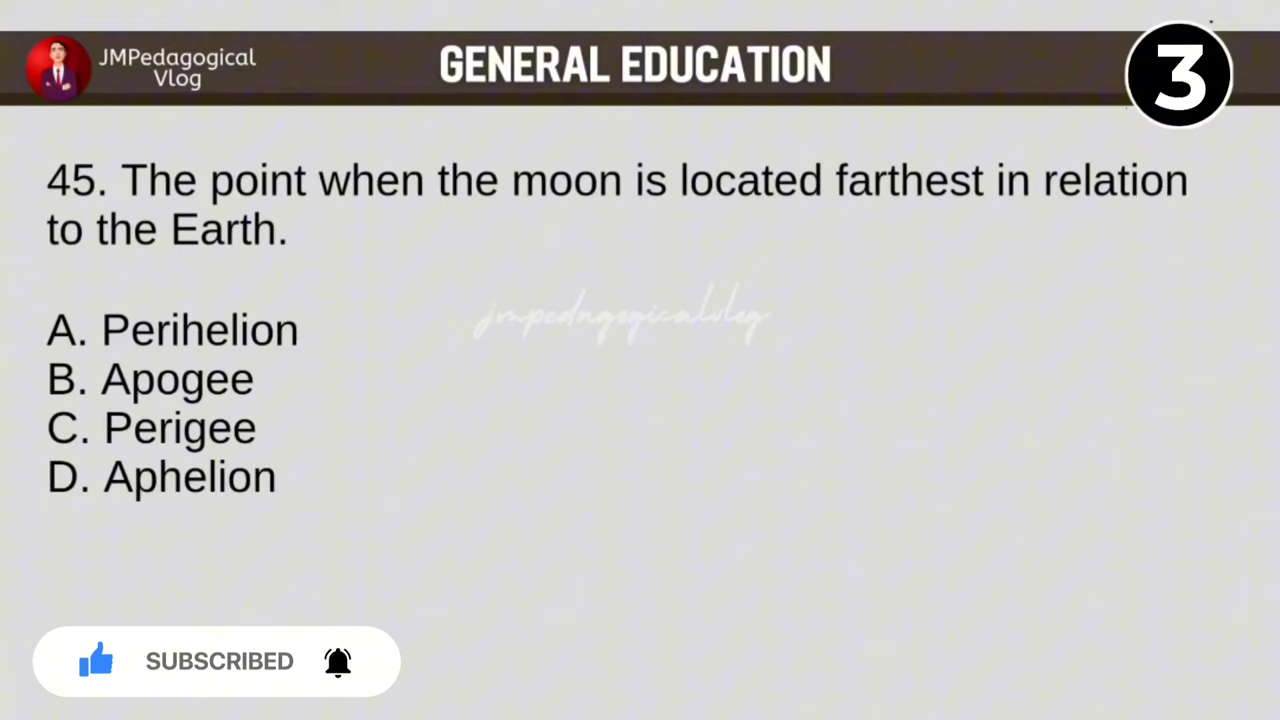 JMPedagogical
Vlog
GENERAL EDUCATION
3
45. The point when the moon is located farthest in relation
to the Earth.
jmpedagogicalvlog
A. Perihelion
B. Apogee
C. Perigee
D. Aphelion
SUBSCRIBED